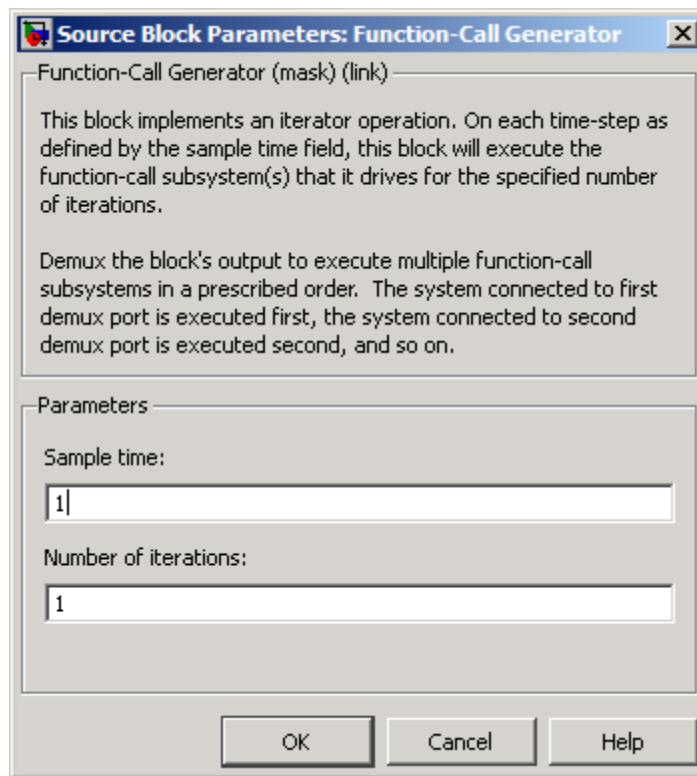 Source Block Parameters: Function-Call Generator
Function-Call Generator (mask) (link)
This block implements an iterator operation. On each time-step as
defined by the sample time field, this block will execute the
function-call subsystem(s) that it drives for the specified number
of iterations.
Demux the block's output to execute multiple function-call
subsystems in a prescribed order.  The system connected to first
demux port is executed first, the system connected to second
demux port is executed second, and so on.
Parameters
Sample time:
1
Number of iterations:
1
OK Cancel Help